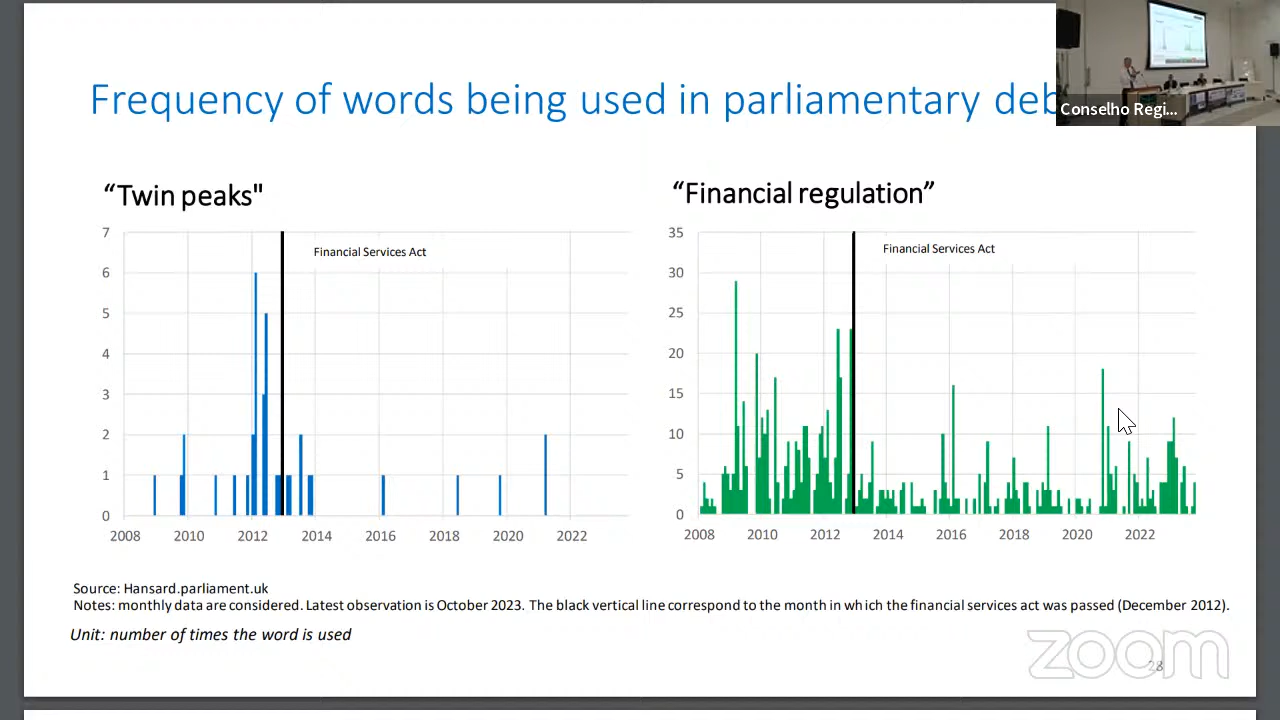 Frequency of words being used in parliamentary deb
Conselho Regi...
“Twin peaks"
7
6
5
4
3
2
1
0
2008 2010 2012 2014 2016 2018 2020 2022
Financial Services Act
“Financial regulation”
35
30
25
20
15
10
5
0
2008 2010 2012 2014 2016 2018 2020 2022
Financial Services Act
Source: Hansard.parliament.uk
Notes: monthly data are considered. Latest observation is October 2023. The black vertical line correspond to the month in which the financial services act was passed (December 2012).
Unit: number of times the word is used
zoom
28